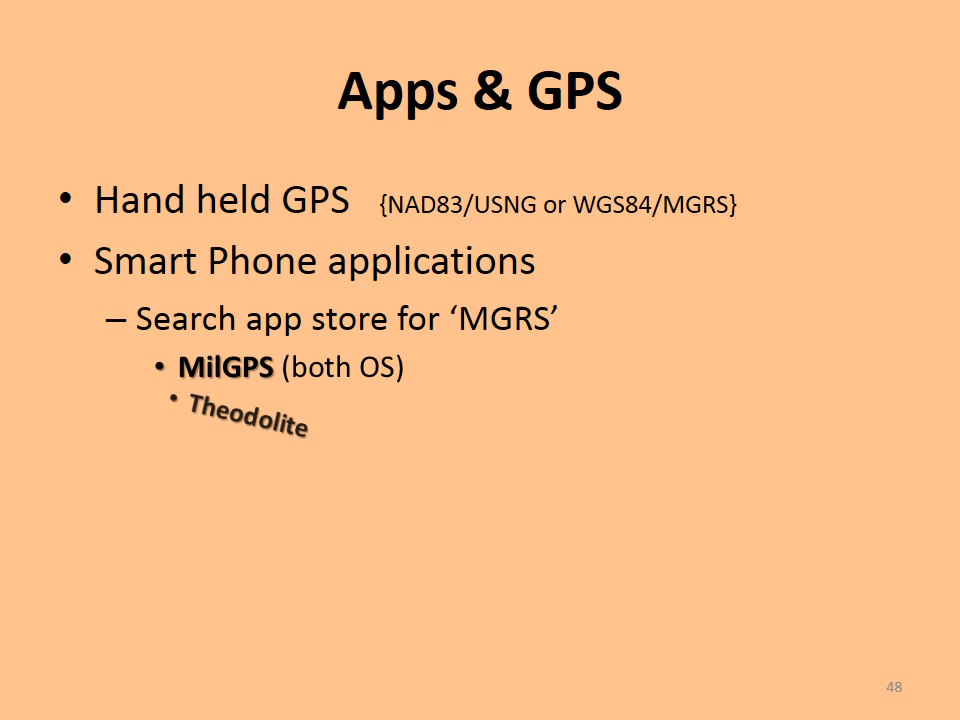 Apps & GPS
• Hand held GPS {NAD83/USNG or WGS84/MGRS}
• Smart Phone applications
– Search app store for ‘MGRS’
• MilGPS (both OS)
• Theodolite
48